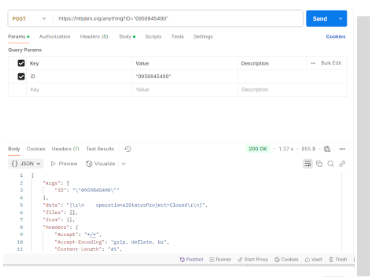 POST https://httpbin.org/anything?ID="0959645490" Send
Params Authorization Headers (8) Body Scripts Tests Settings Cookies
Query Params
Key Value Description Bulk Edit
ID "0959645490"
Key Value Description
Body Cookies Headers (7) Test Results 200 OK 1.27 s 855 B
{} JSON Preview Visualize
1 {
2 "args": {
3 "ID": "\"0959645490\""
4 },
5 "data": "{\r\n    operationalStatusProject=Closed\r\n}",
6 "files": {},
7 "form": {},
8 "headers": {
9 "Accept": "*/*",
10 "Accept-Encoding": "gzip, deflate, br",
11 "Content-Length": "41",
Postbot Runner Start Proxy Cookies Vault Trash